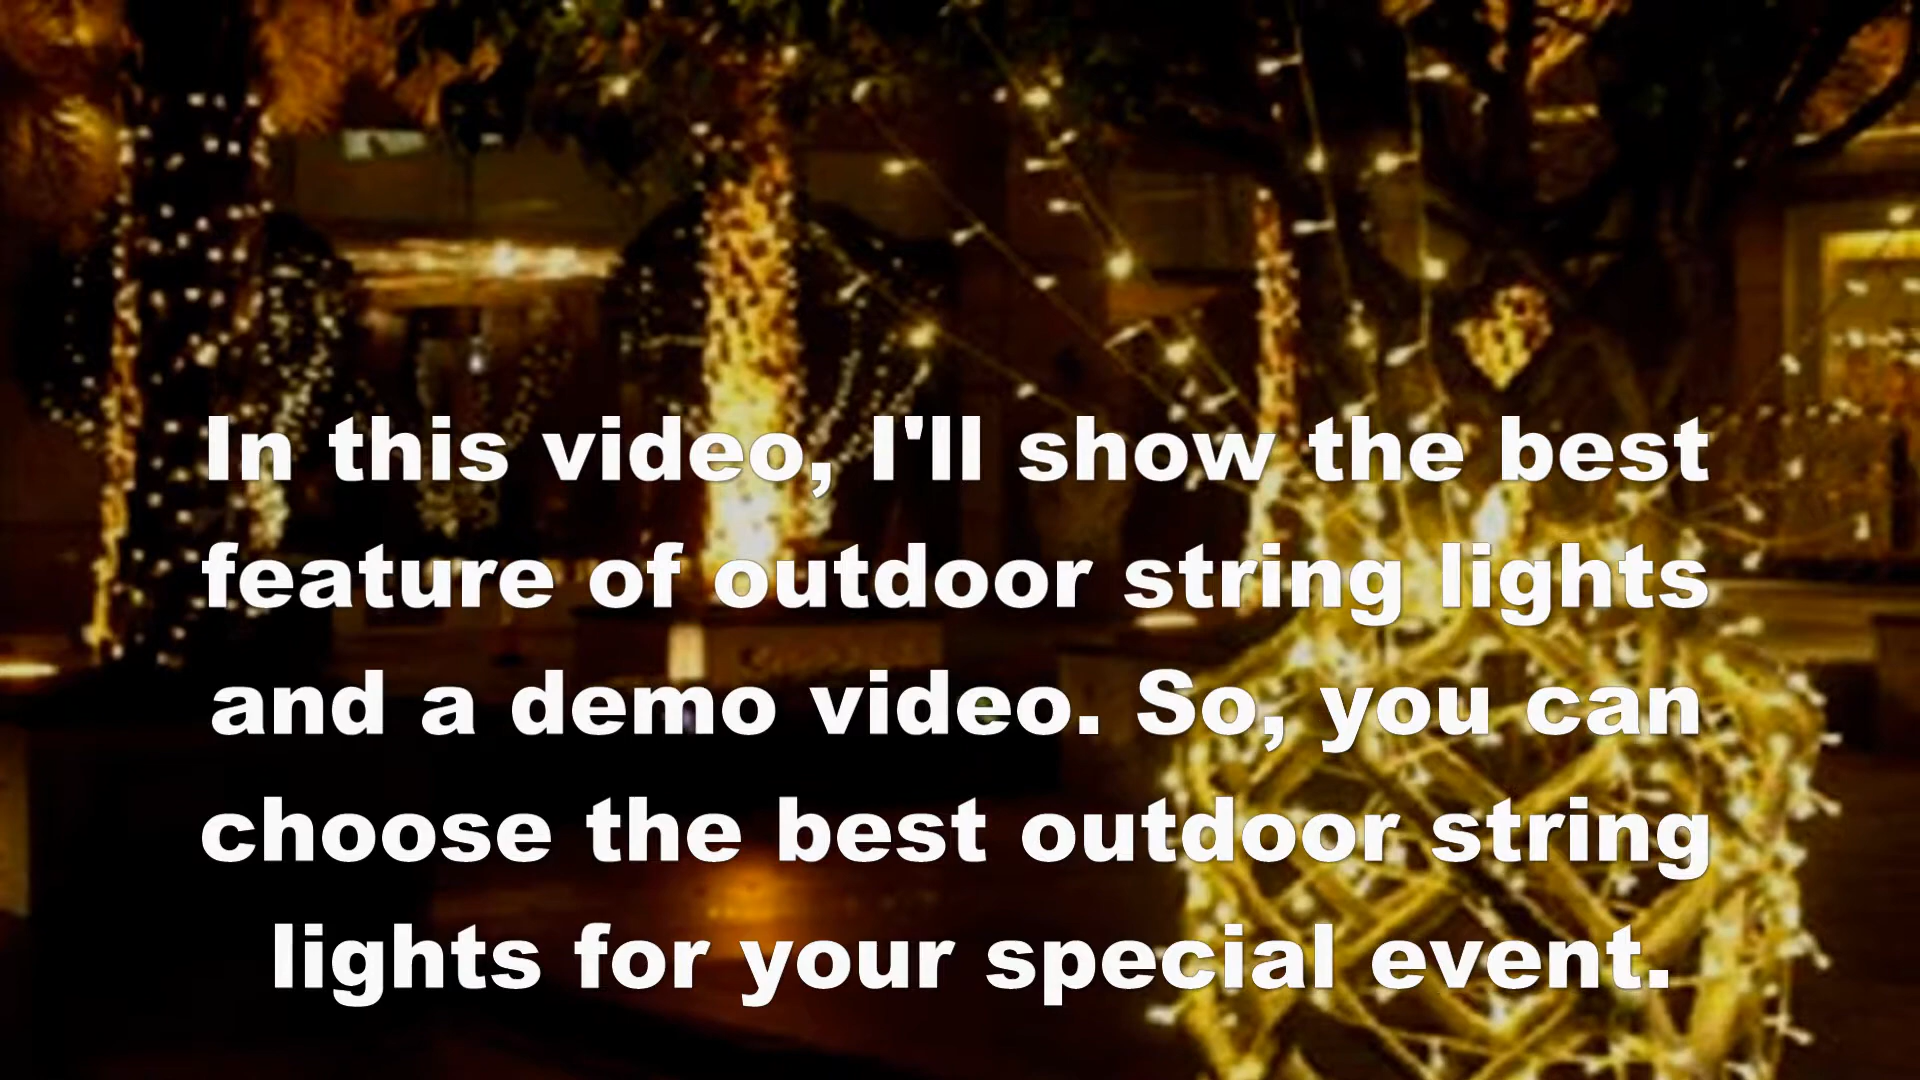 In this video, I'll show the best
feature of outdoor string lights
and a demo video. So, you can
choose the best outdoor string
lights for your special event.